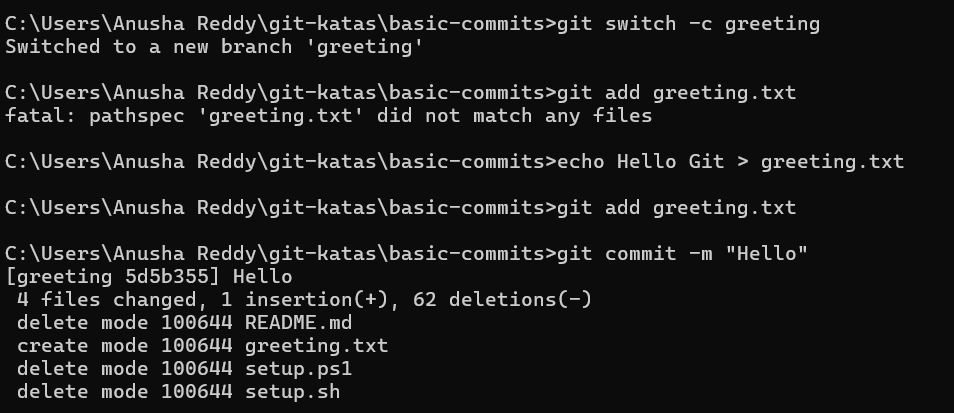 C:\Users\Anusha Reddy\git-katas\basic-commits>git switch -c greeting
Switched to a new branch 'greeting'
C:\Users\Anusha Reddy\git-katas\basic-commits>git add greeting.txt
fatal: pathspec 'greeting.txt' did not match any files
C:\Users\Anusha Reddy\git-katas\basic-commits>echo Hello Git > greeting.txt
C:\Users\Anusha Reddy\git-katas\basic-commits>git add greeting.txt
C:\Users\Anusha Reddy\git-katas\basic-commits>git commit -m "Hello"
[greeting 5d5b355] Hello
 4 files changed, 1 insertion(+), 62 deletions(-)
 delete mode 100644 README.md
 create mode 100644 greeting.txt
 delete mode 100644 setup.ps1
 delete mode 100644 setup.sh